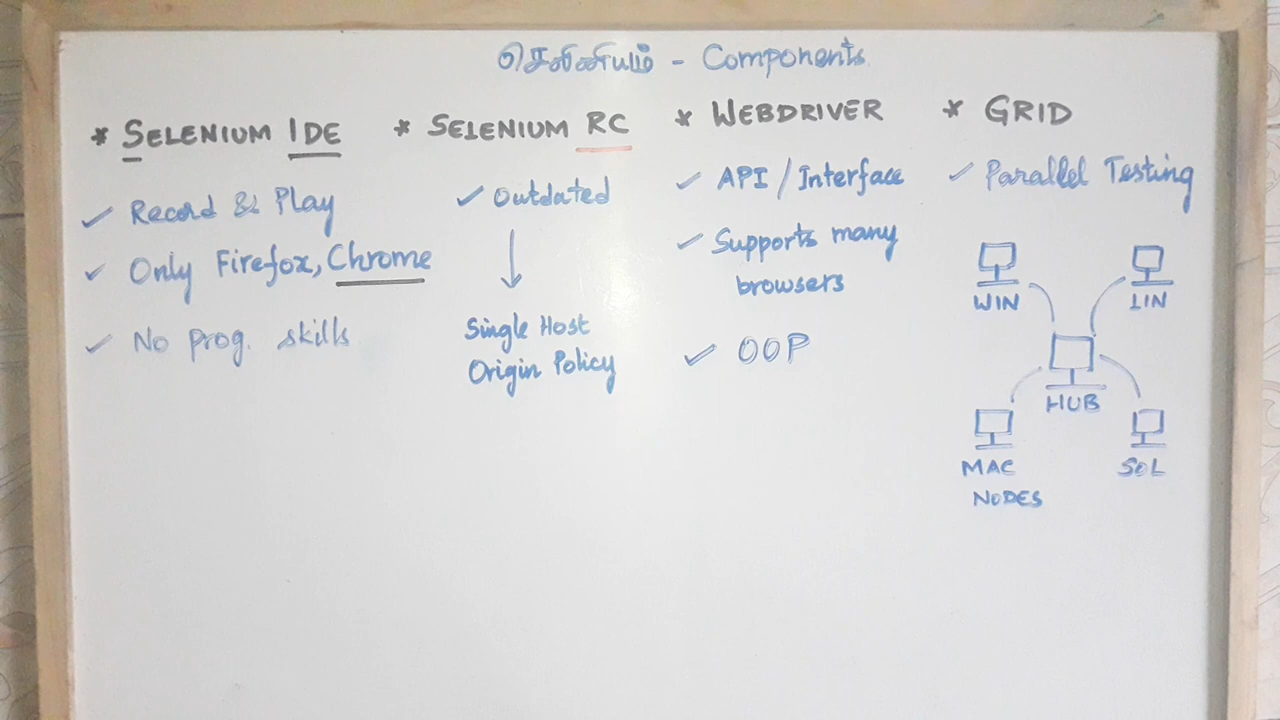 செலினியம் - Components
* SELENIUM IDE
✓ Record & Play
✓ Only Firefox, Chrome
✓ No prog. skills
* SELENIUM RC
✓ Outdated
Single Host
Origin Policy
* WEBDRIVER
✓ API / Interface
✓ Supports many
browsers
✓ OOP
* GRID
✓ Parallel Testing
WIN
LIN
HUB
MAC
SOL
NODES